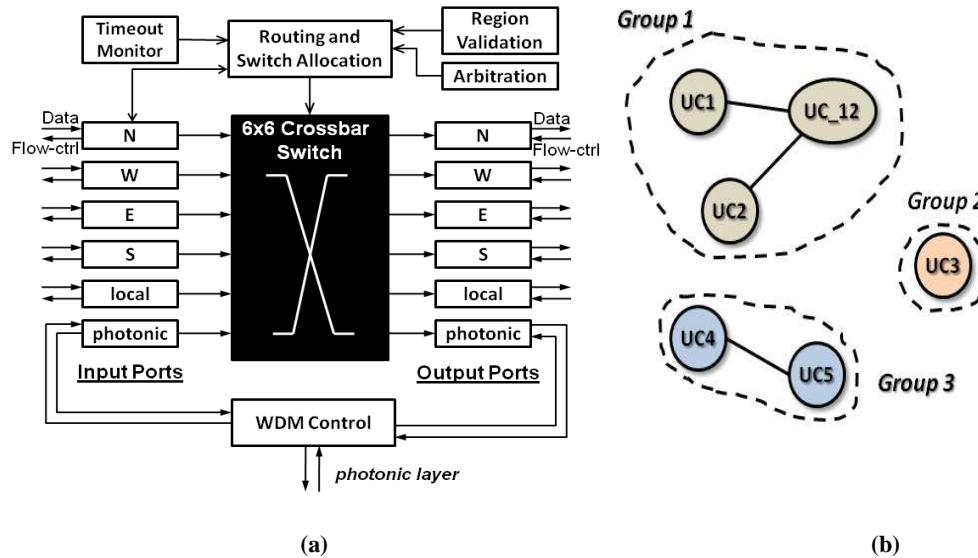 Timeout
Monitor
Routing and
Switch Allocation
Region
Validation
Arbitration
Data
Flow-ctrl
N
W
E
S
local
photonic
Input Ports
6x6 Crossbar
Switch
N
W
E
S
local
photonic
Output Ports
Data
Flow-ctrl
WDM Control
photonic layer
(a)
Group 1
UC1
UC_12
UC2
Group 2
UC3
UC4
UC5
Group 3
(b)